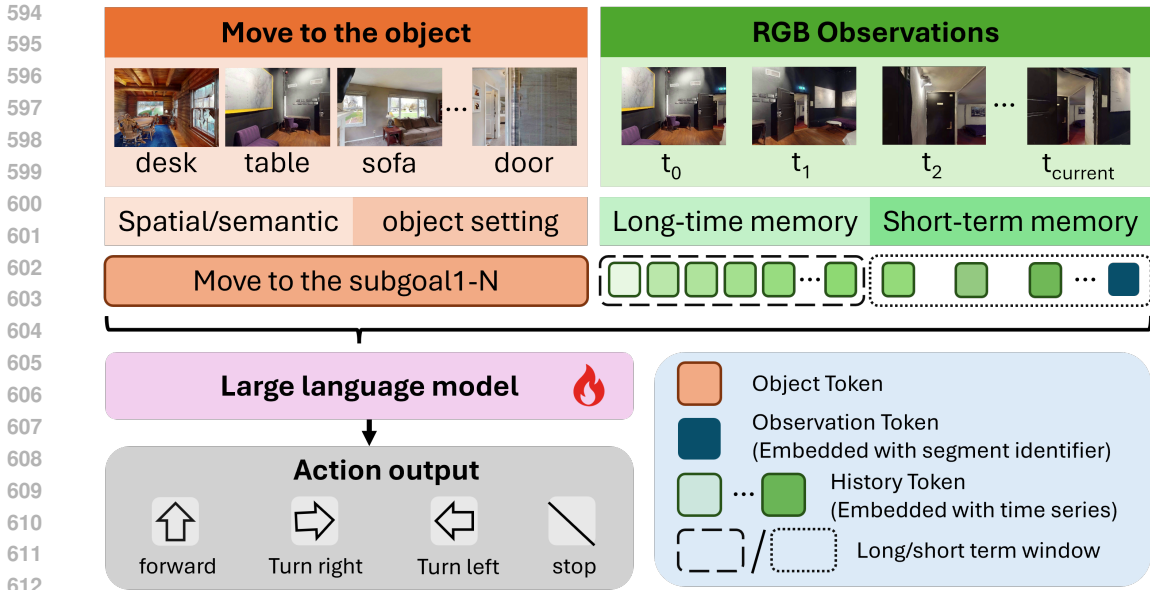 594
595
596
597
598
599
600
601
602
603
604
605
606
607
608
609
610
611
612
Move to the object
desk table sofa ... door
Spatial/semantic object setting
Move to the subgoal1-N
RGB Observations
t0 t1 t2 ... tcurrent
Long-time memory Short-term memory
... ...
Large language model
Action output
forward Turn right Turn left stop
Object Token
Observation Token
(Embedded with segment identifier)
... History Token
(Embedded with time series)
/ Long/short term window